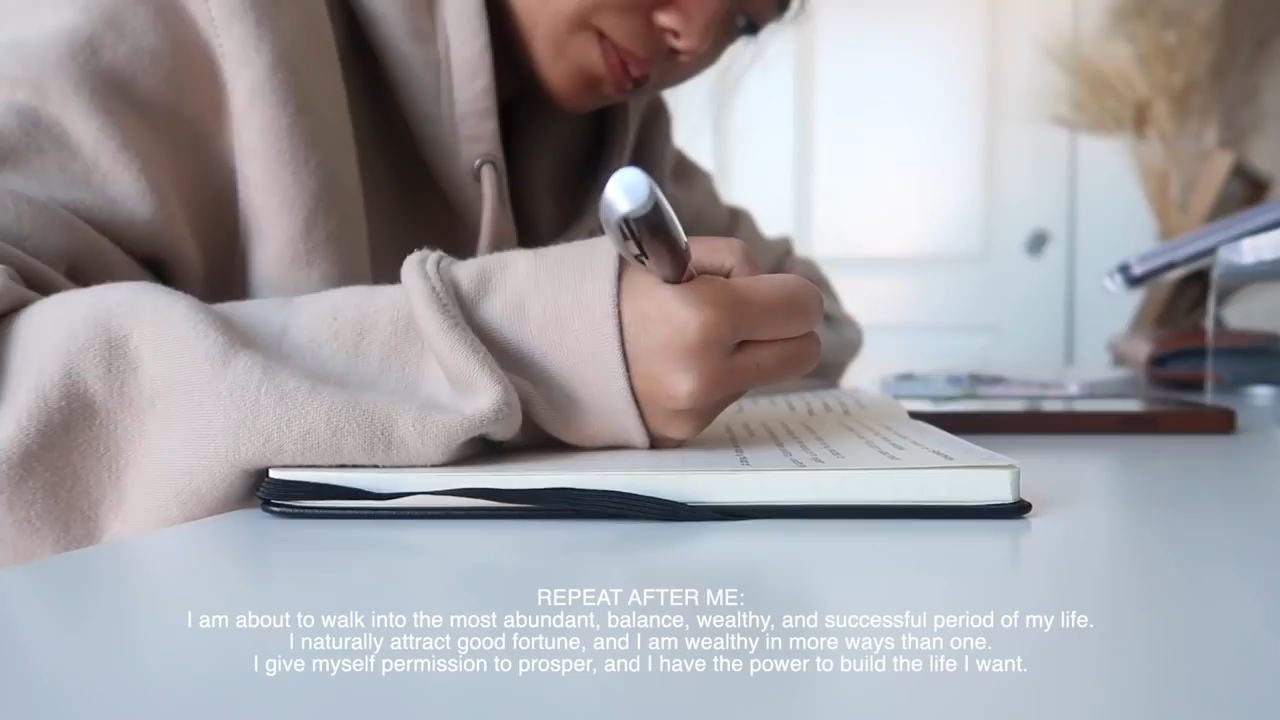 REPEAT AFTER ME:
I am about to walk into the most abundant, balance, wealthy, and successful period of my life.
I naturally attract good fortune, and I am wealthy in more ways than one.
I give myself permission to prosper, and I have the power to build the life I want.